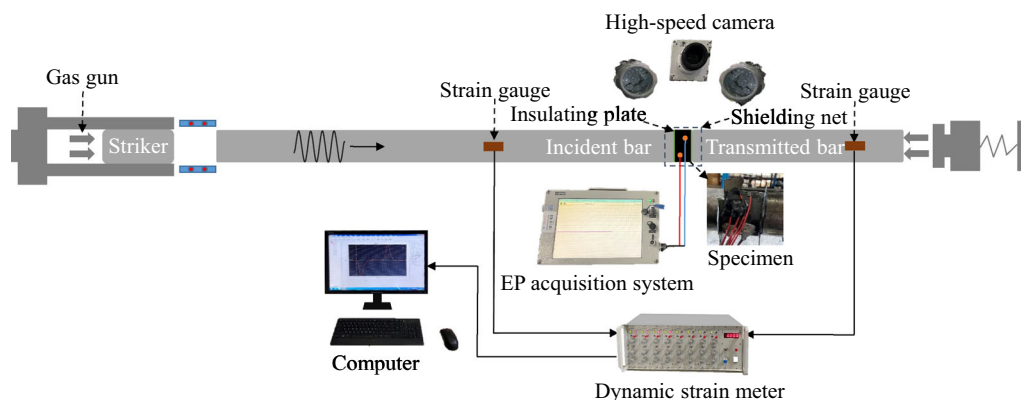 High-speed camera
Gas gun
Strain gauge
Strain gauge
Insulating plate
Shielding net
Striker
Incident bar
Transmitted bar
Specimen
EP acquisition system
Computer
Dynamic strain meter